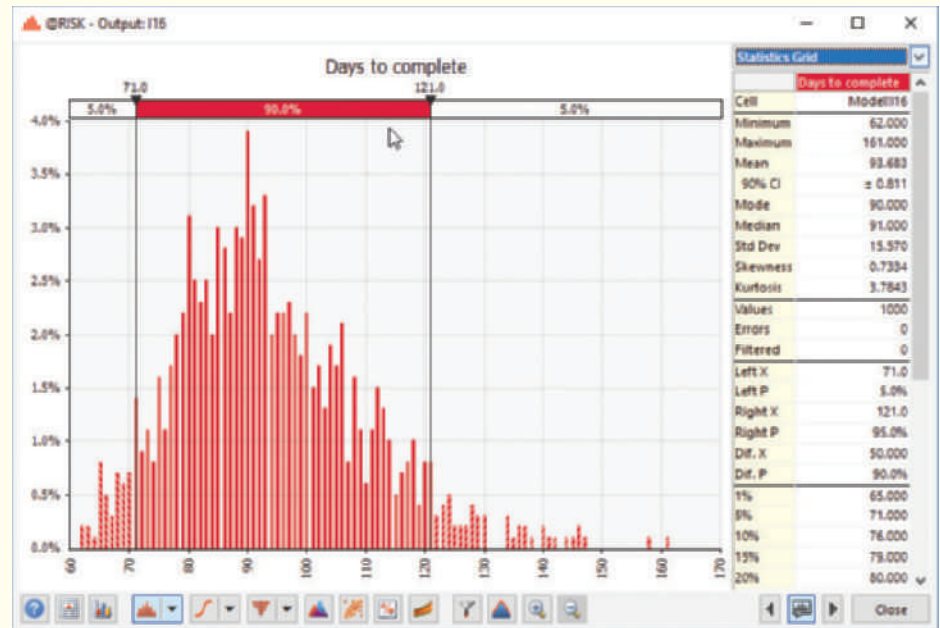 @RISK - Output: I16
Days to complete
71.0 121.0
5.0% 90.0% 5.0%
4.0%
3.5%
3.0%
2.5%
2.0%
1.5%
1.0%
0.5%
0.0%
60 70 80 90 100 110 120 130 140 150 160 170
Statistics Grid
Days to complete
Cell Model!I16
Minimum 62.000
Maximum 161.000
Mean 93.683
90% CI ± 0.811
Mode 90.000
Median 91.000
Std Dev 15.570
Skewness 0.7334
Kurtosis 3.7843
Values 1000
Errors 0
Filtered 0
Left X 71.0
Left P 5.0%
Right X 121.0
Right P 95.0%
Dif. X 50.000
Dif. P 90.0%
1% 65.000
5% 71.000
10% 76.000
15% 79.000
20% 80.000
Close